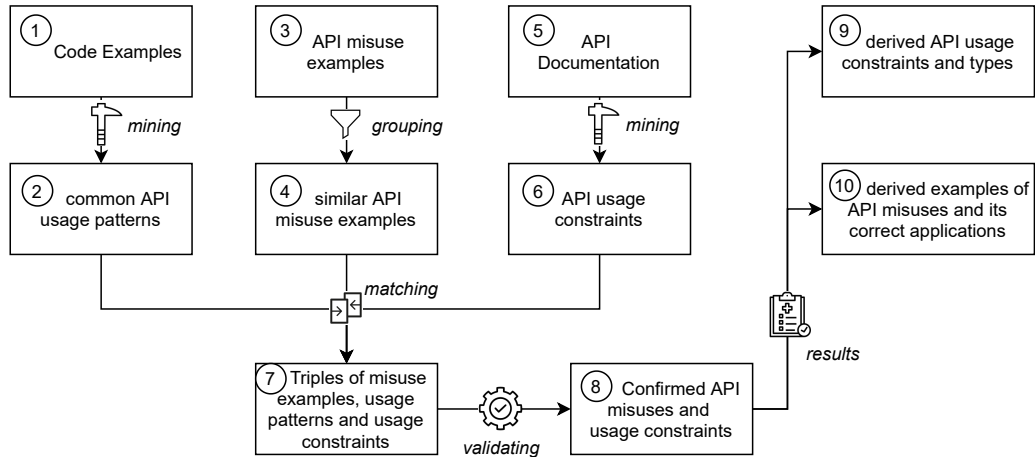 1
Code Examples
3
API misuse
examples
5
API
Documentation
9
derived API usage
constraints and types
mining
grouping
mining
2
common API
usage patterns
4
similar API
misuse examples
6
API usage
constraints
10
derived examples of
API misuses and its
correct applications
matching
results
7
Triples of misuse
examples, usage
patterns and usage
constraints
validating
8
Confirmed API
misuses and
usage constraints